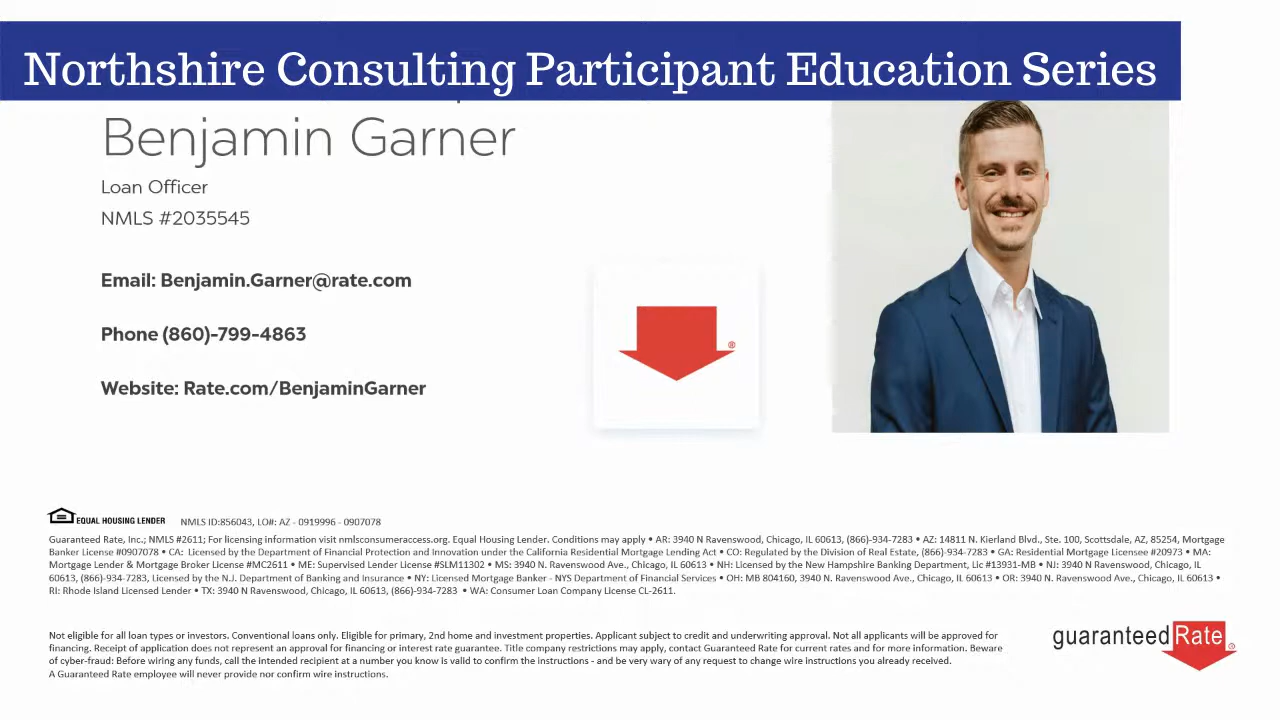 Northshire Consulting Participant Education Series
Benjamin Garner
Loan Officer
NMLS #2035545
Email: Benjamin.Garner@rate.com
Phone (860)-799-4863
Website: Rate.com/BenjaminGarner
®
EQUAL HOUSING LENDER NMLS ID:856043, LO#: AZ - 0919996 - 0907078
Guaranteed Rate, Inc.; NMLS #2611; For licensing information visit nmlsconsumeraccess.org. Equal Housing Lender. Conditions may apply • AR: 3940 N Ravenswood, Chicago, IL 60613, (866)-934-7283 • AZ: 14811 N. Kierland Blvd., Ste. 100, Scottsdale, AZ, 85254, Mortgage
Banker License #0907078 • CA: Licensed by the Department of Financial Protection and Innovation under the California Residential Mortgage Lending Act • CO: Regulated by the Division of Real Estate, (866)-934-7283 • GA: Residential Mortgage Licensee #20973 • MA:
Mortgage Lender & Mortgage Broker License #MC2611 • ME: Supervised Lender License #SLM11302 • MS: 3940 N. Ravenswood Ave., Chicago, IL 60613 • NH: Licensed by the New Hampshire Banking Department, Lic #13931-MB • NJ: 3940 N Ravenswood, Chicago, IL
60613, (866)-934-7283, Licensed by the N.J. Department of Banking and Insurance • NY: Licensed Mortgage Banker - NYS Department of Financial Services • OH: MB 804160, 3940 N. Ravenswood Ave., Chicago, IL 60613 • OR: 3940 N. Ravenswood Ave., Chicago, IL 60613 •
RI: Rhode Island Licensed Lender • TX: 3940 N Ravenswood, Chicago, IL 60613, (866)-934-7283 • WA: Consumer Loan Company License CL-2611.
Not eligible for all loan types or investors. Conventional loans only. Eligible for primary, 2nd home and investment properties. Applicant subject to credit and underwriting approval. Not all applicants will be approved for
financing. Receipt of application does not represent an approval for financing or interest rate guarantee. Title company restrictions may apply, contact Guaranteed Rate for current rates and for more information. Beware
of cyber-fraud: Before wiring any funds, call the intended recipient at a number you know is valid to confirm the instructions - and be very wary of any request to change wire instructions you already received.
A Guaranteed Rate employee will never provide nor confirm wire instructions.
guaranteed Rate ®